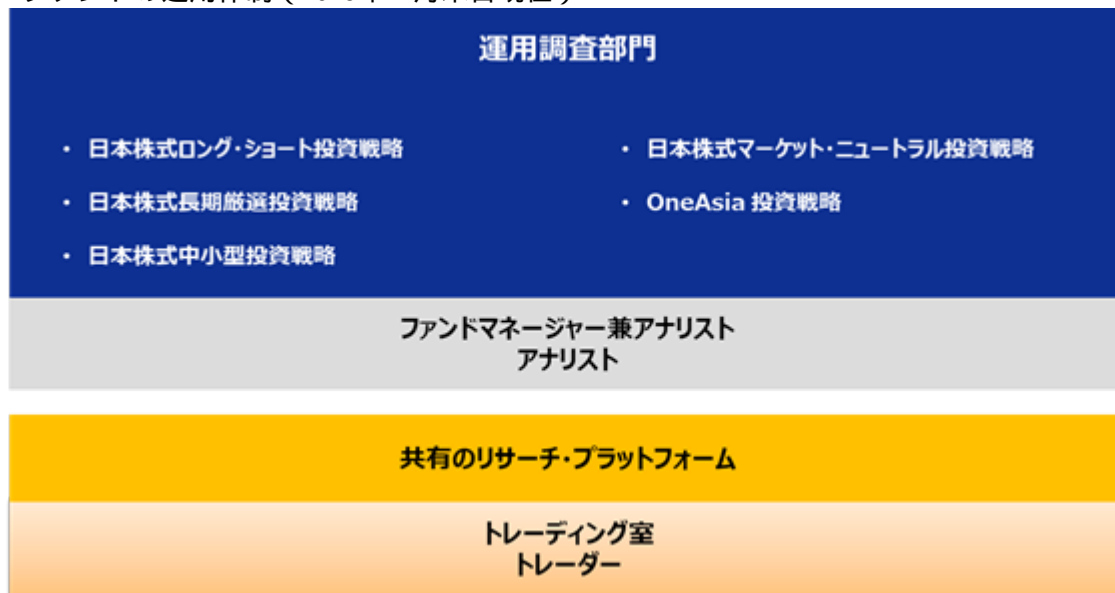 運用調査部門
・ 日本株式ロング・ショート投資戦略
・ 日本株式マーケット・ニュートラル投資戦略
・ 日本株式長期厳選投資戦略
・ OneAsia 投資戦略
・ 日本株式中小型投資戦略
ファンドマネージャー兼アナリスト
アナリスト
共有のリサーチ・プラットフォーム
トレーディング室
トレーダー